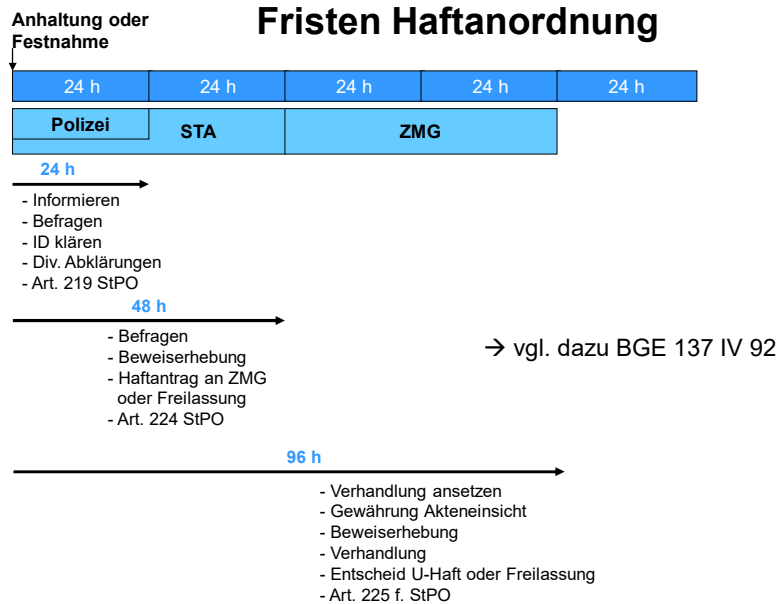 Anhaltung oder
Festnahme
Fristen Haftanordnung
24 h 24 h 24 h 24 h 24 h
Polizei STA ZMG
24 h
- Informieren
- Befragen
- ID klären
- Div. Abklärungen
- Art. 219 StPO
48 h
- Befragen
- Beweiserhebung
- Haftantrag an ZMG
oder Freilassung
- Art. 224 StPO
→ vgl. dazu BGE 137 IV 92
96 h
- Verhandlung ansetzen
- Gewährung Akteneinsicht
- Beweiserhebung
- Verhandlung
- Entscheid U-Haft oder Freilassung
- Art. 225 f. StPO